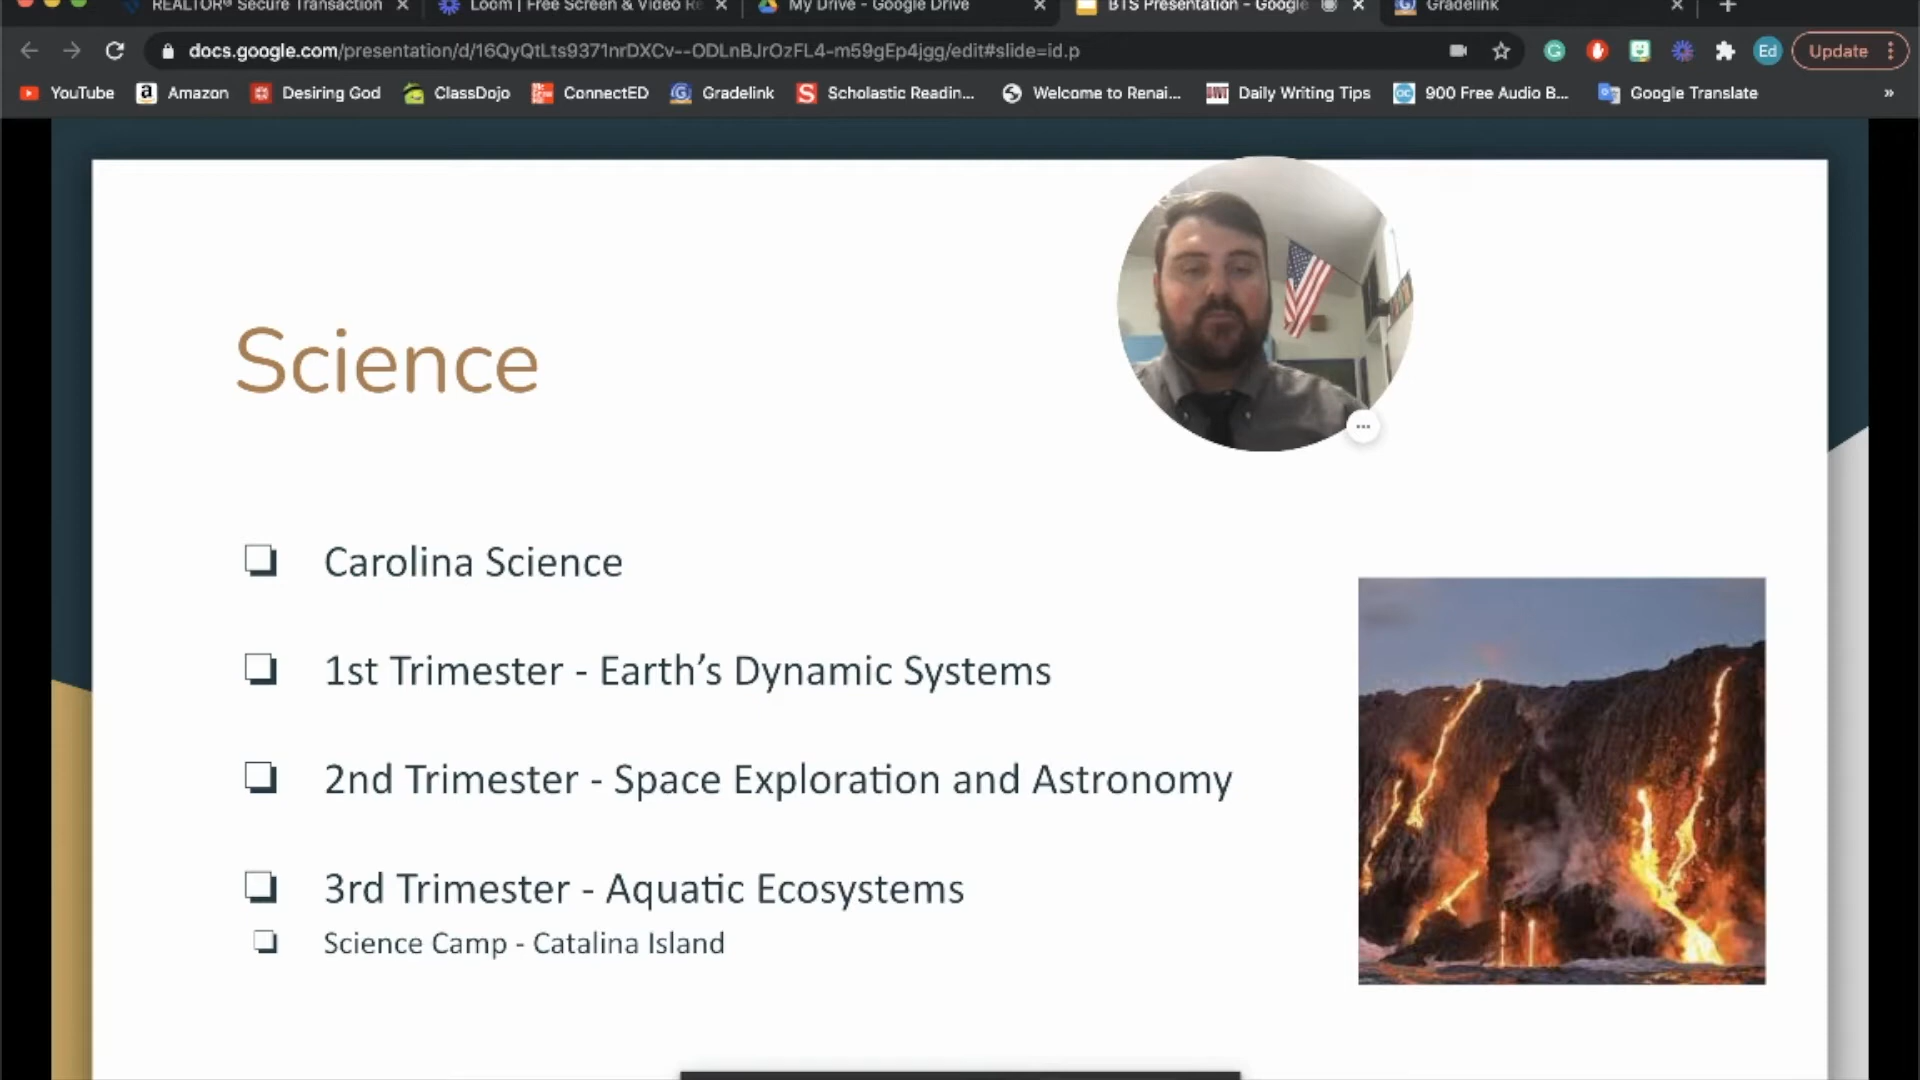 REALTOR® Secure Transaction
Loom | Free Screen & Video Re
My Drive - Google Drive
BTS Presentation - Google
Gradelink
docs.google.com/presentation/d/16QyQtLts9371nrDXCv--ODLnBJrOzFL4-m59gEp4jgg/edit#slide=id.p
Ed
Update
YouTube
Amazon
Desiring God
ClassDojo
ConnectED
Gradelink
Scholastic Readin...
Welcome to Renai...
Daily Writing Tips
900 Free Audio B...
Google Translate
»
Science
Carolina Science
1st Trimester - Earth’s Dynamic Systems
2nd Trimester - Space Exploration and Astronomy
3rd Trimester - Aquatic Ecosystems
Science Camp - Catalina Island